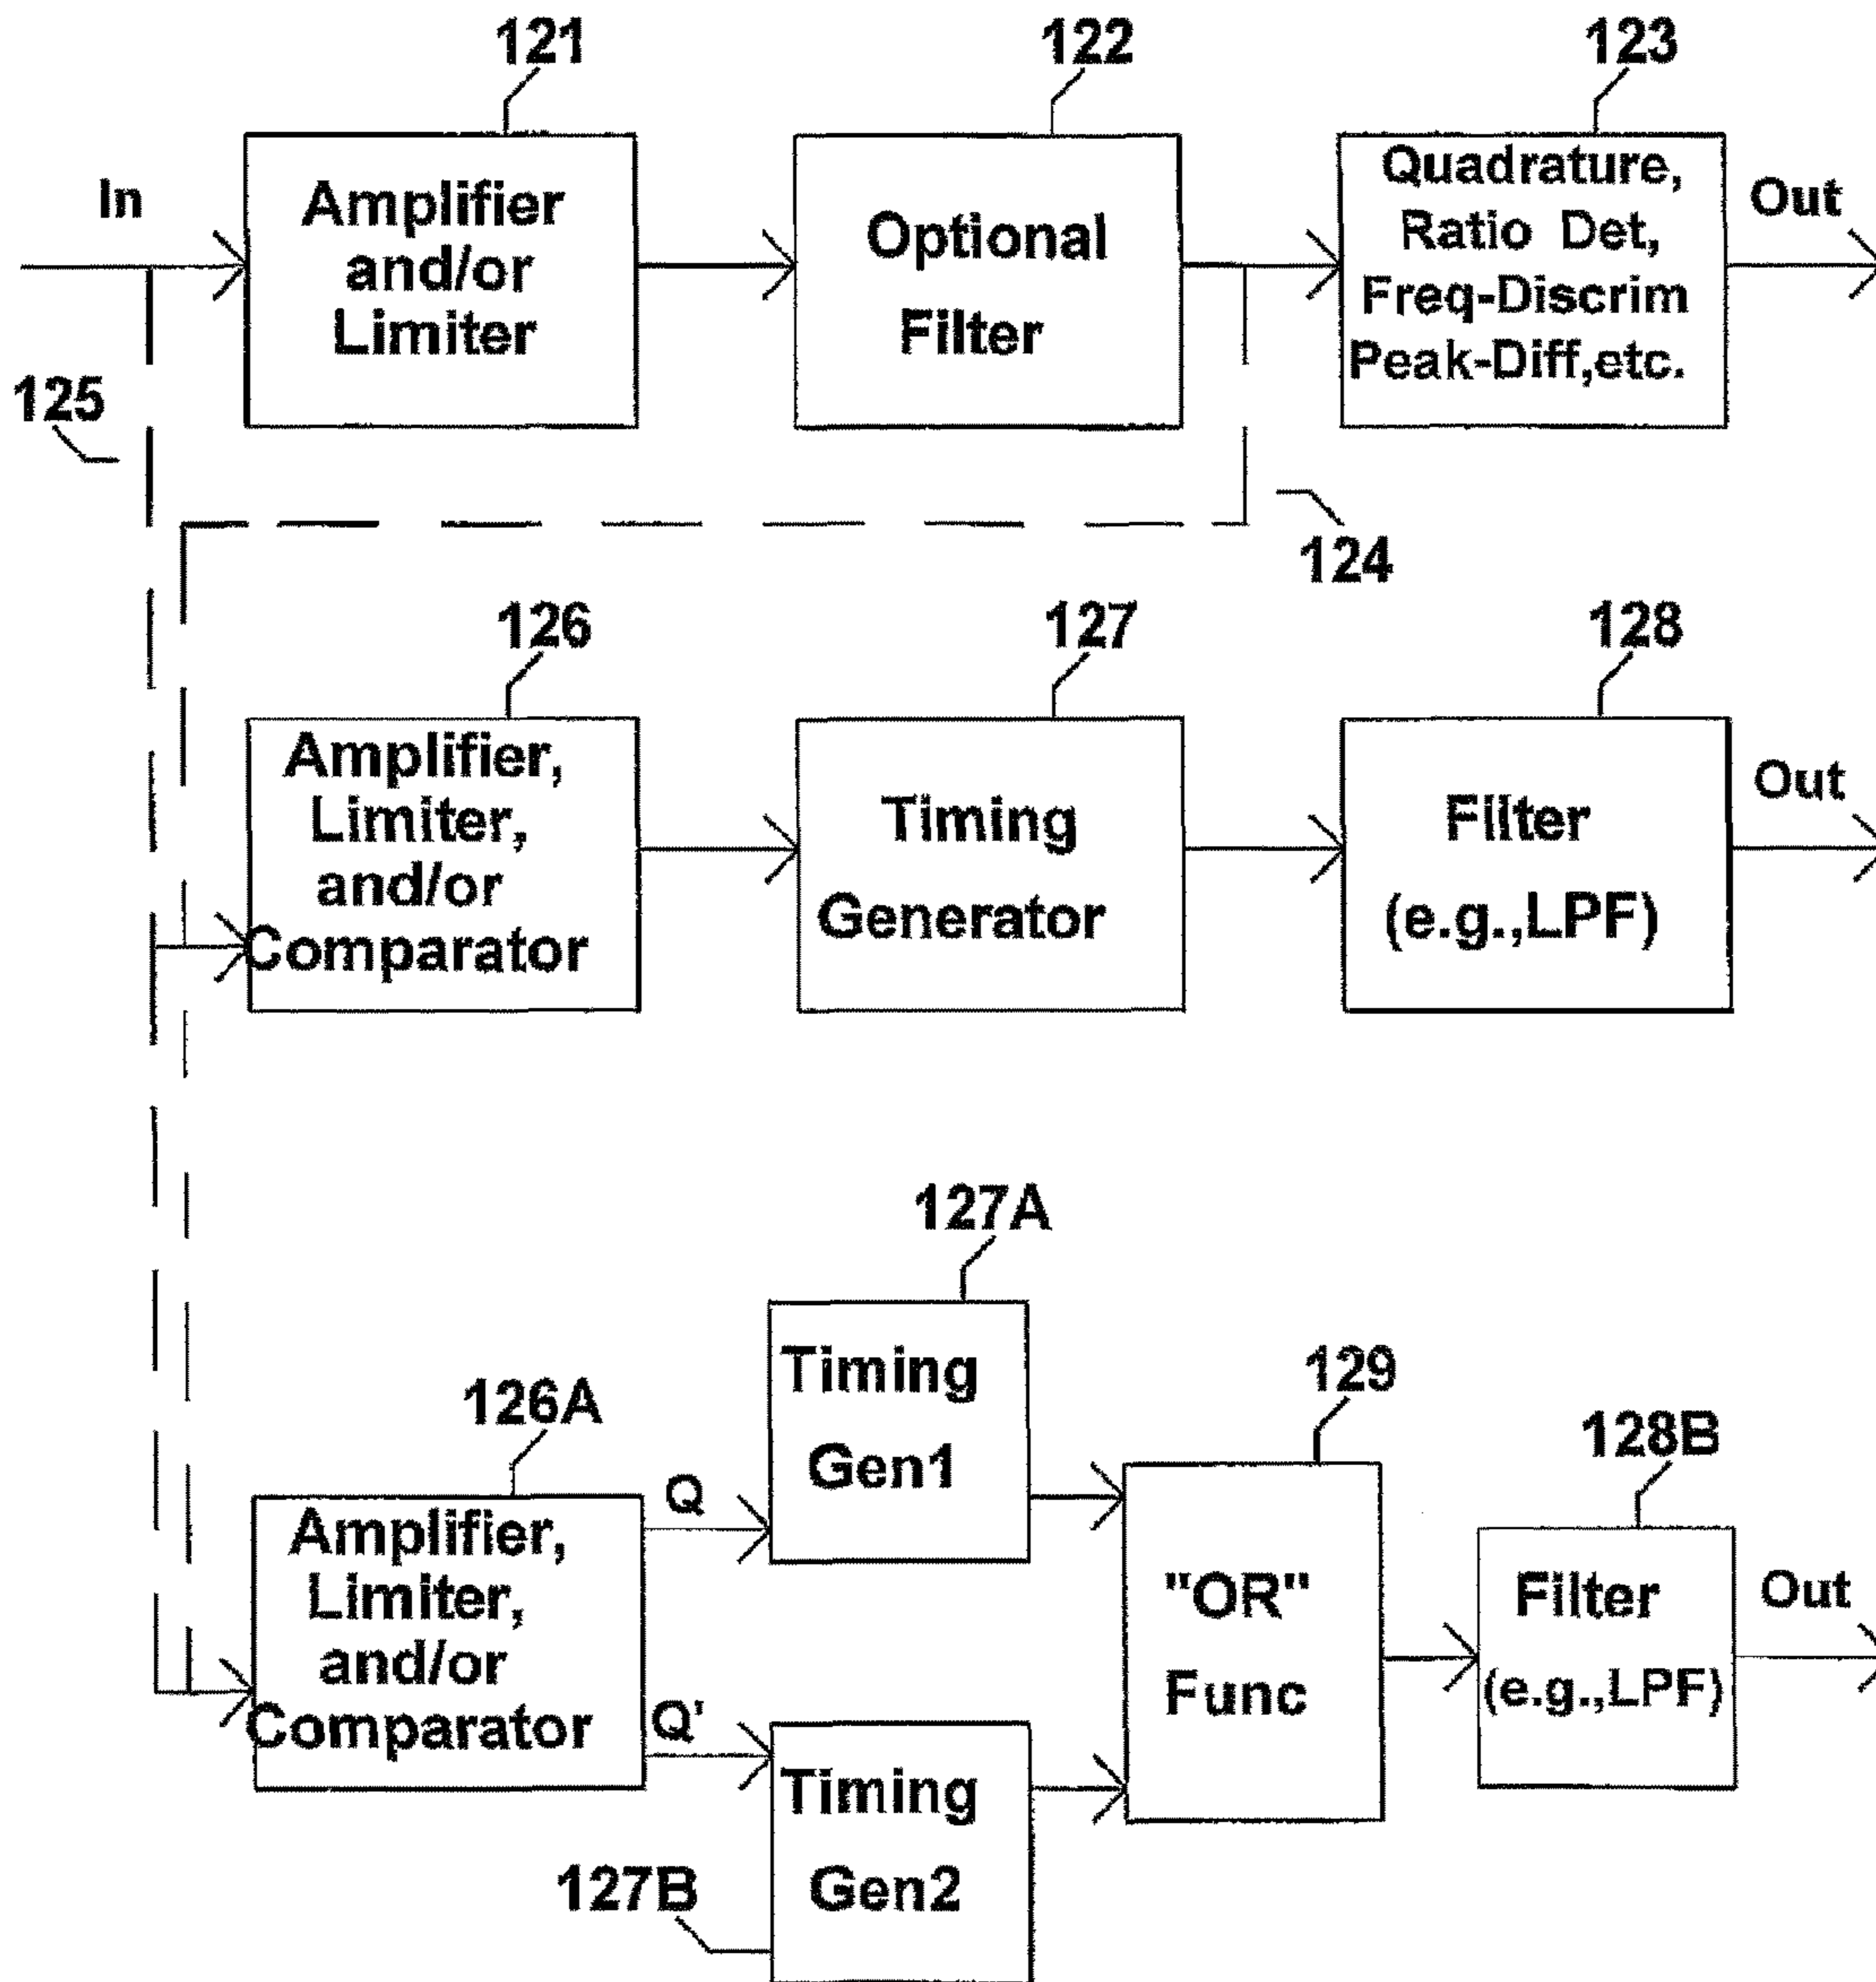 121
122
123
In
Amplifier
and/or
Limiter
Optional
Filter
Quadrature,
Ratio Det,
Freq-Discrim
Peak-Diff,etc.
Out
125
124
126
127
128
Amplifier,
Limiter,
and/or
Comparator
Timing
Generator
Filter
(e.g.,LPF)
Out
127A
126A
129
128B
Amplifier,
Limiter,
and/or
Comparator
Q
Q'
Timing
Gen1
Timing
Gen2
127B
"OR"
Func
Filter
(e.g.,LPF)
Out